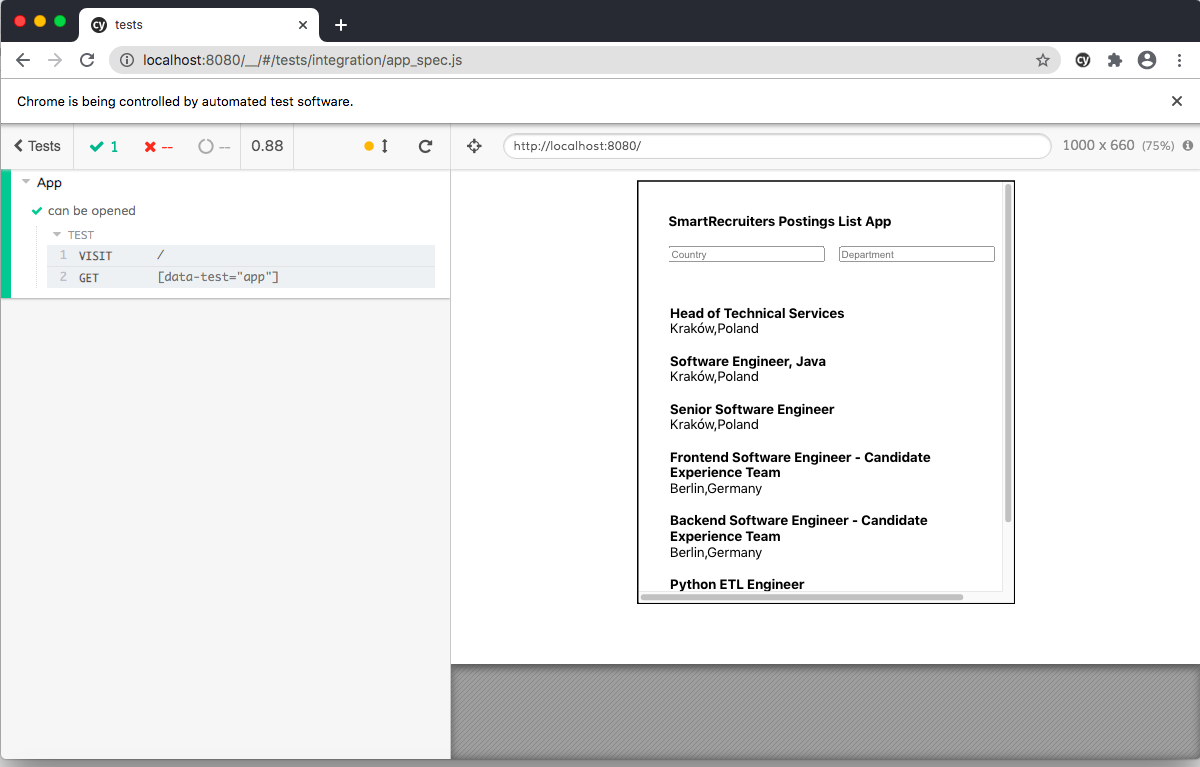 cy tests
localhost:8080/__/#/tests/integration/app_spec.js
cy
Chrome is being controlled by automated test software.
Tests 1 -- -- 0.88
http://localhost:8080/
1000 x 660 (75%)
App
can be opened
TEST
1 VISIT /
2 GET [data-test="app"]
SmartRecruiters Postings List App
Country Department
Head of Technical Services
Kraków,Poland
Software Engineer, Java
Kraków,Poland
Senior Software Engineer
Kraków,Poland
Frontend Software Engineer - Candidate
Experience Team
Berlin,Germany
Backend Software Engineer - Candidate
Experience Team
Berlin,Germany
Python ETL Engineer